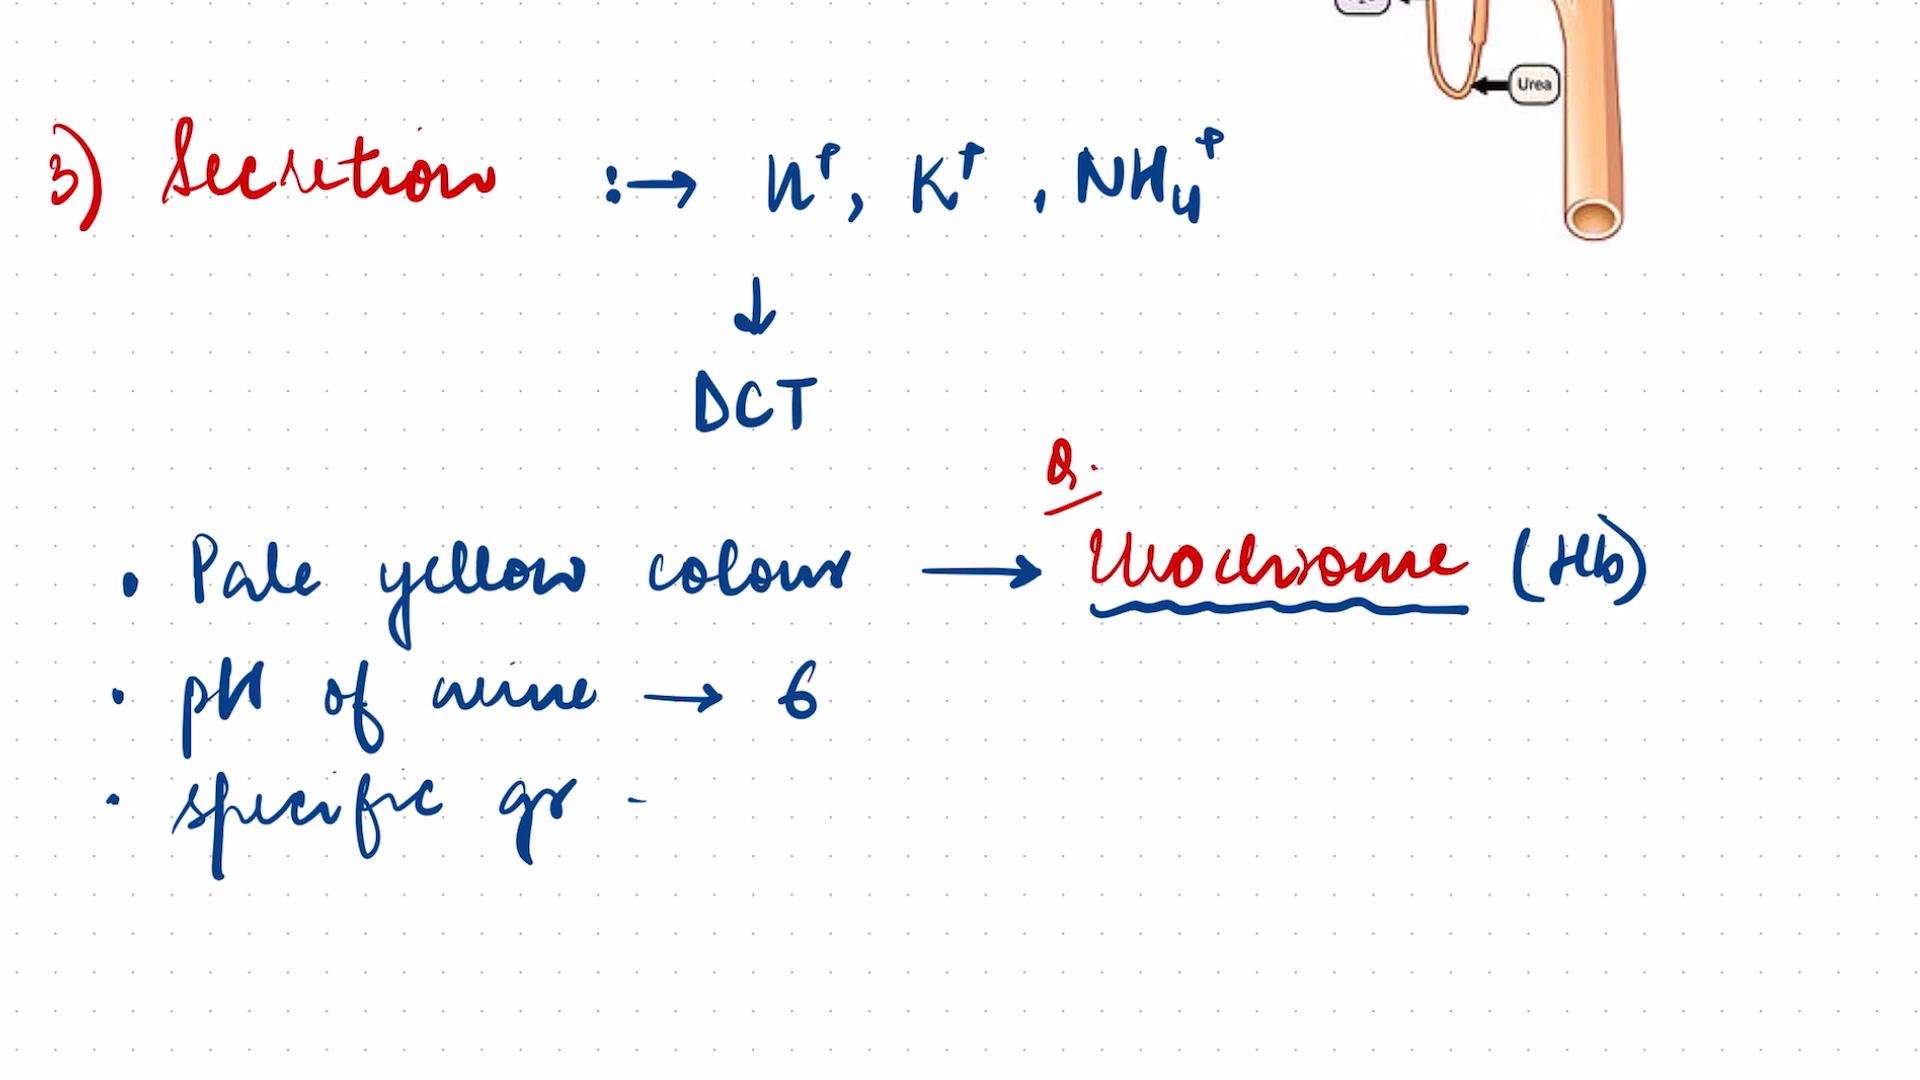 Urea
3) Secretion :→ H⁺, K⁺, NH₄⁺
↓
DCT
Q.
• Pale yellow colour → Urochrome (Hb)
• pH of urine → 6
• specific gr -